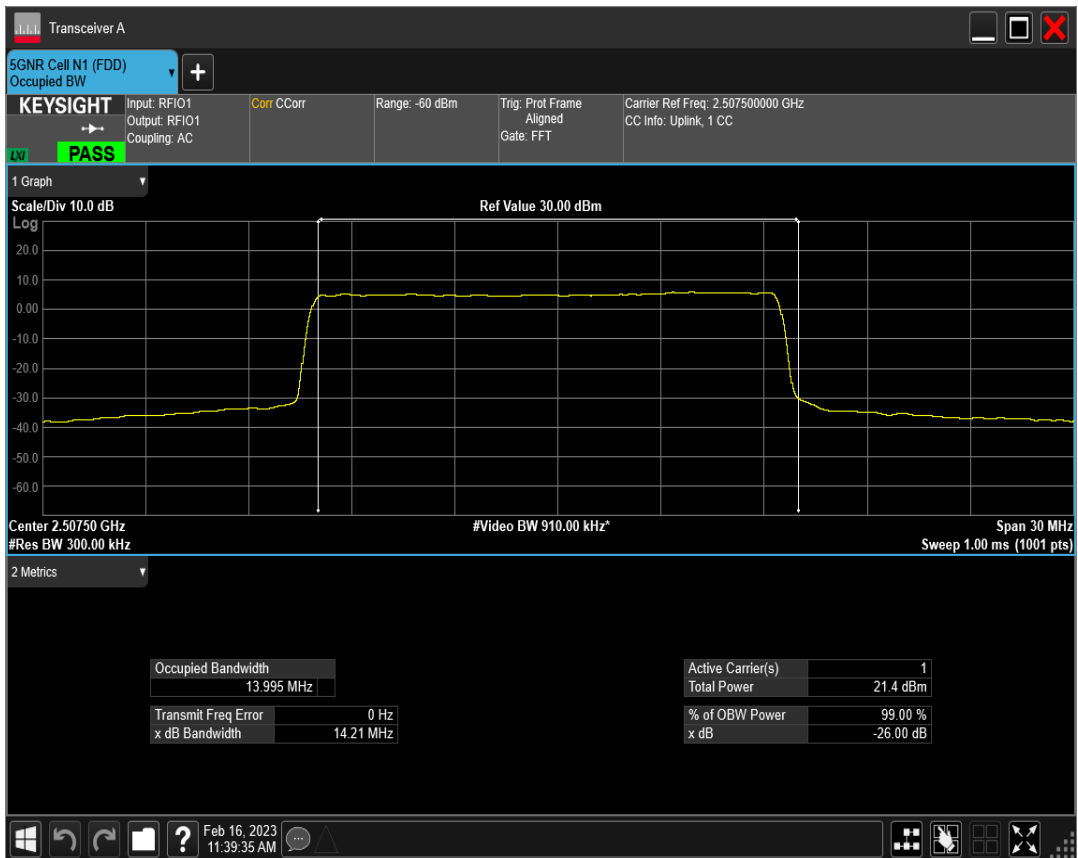 Transceiver A
5GNR Cell N1 (FDD)
Occupied BW
+
KEYSIGHT
LXI
PASS
Input: RFIO1
Output: RFIO1
Coupling: AC
Corr CCorr
Range: -60 dBm
Trig: Prot Frame
Aligned
Gate: FFT
Carrier Ref Freq: 2.507500000 GHz
CC Info: Uplink, 1 CC
1 Graph
Scale/Div 10.0 dB
Ref Value 30.00 dBm
Log
20.0
10.0
0.00
-10.0
-20.0
-30.0
-40.0
-50.0
-60.0
Center 2.50750 GHz
#Video BW 910.00 kHz*
Span 30 MHz
#Res BW 300.00 kHz
Sweep 1.00 ms (1001 pts)
2 Metrics
Occupied Bandwidth
13.995 MHz
Transmit Freq Error 0 Hz
x dB Bandwidth 14.21 MHz
Active Carrier(s) 1
Total Power 21.4 dBm
% of OBW Power 99.00 %
x dB -26.00 dB
?
Feb 16, 2023
11:39:35 AM